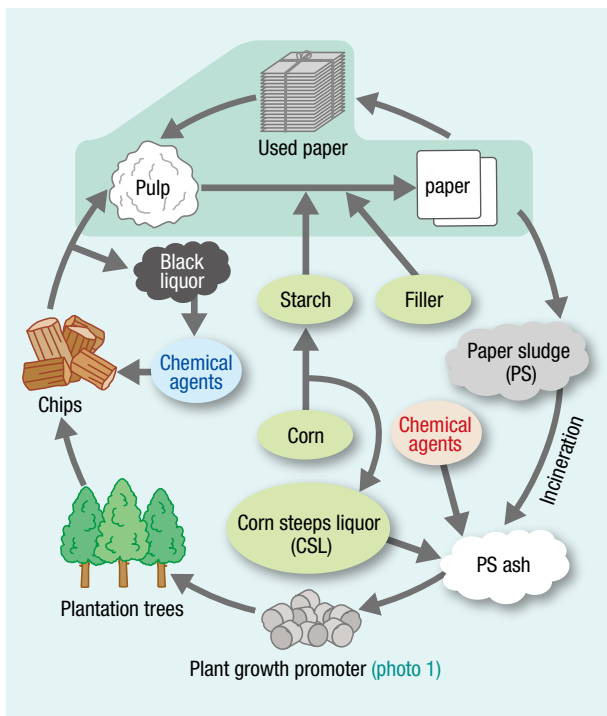 Used paper
Pulp
paper
Black
liquor
Starch
Filler
Paper sludge
(PS)
Chemical
agents
Chips
Chemical
agents
Corn
Incineration
Corn steeps liquor
(CSL)
PS ash
Plantation trees
Plant growth promoter (photo 1)